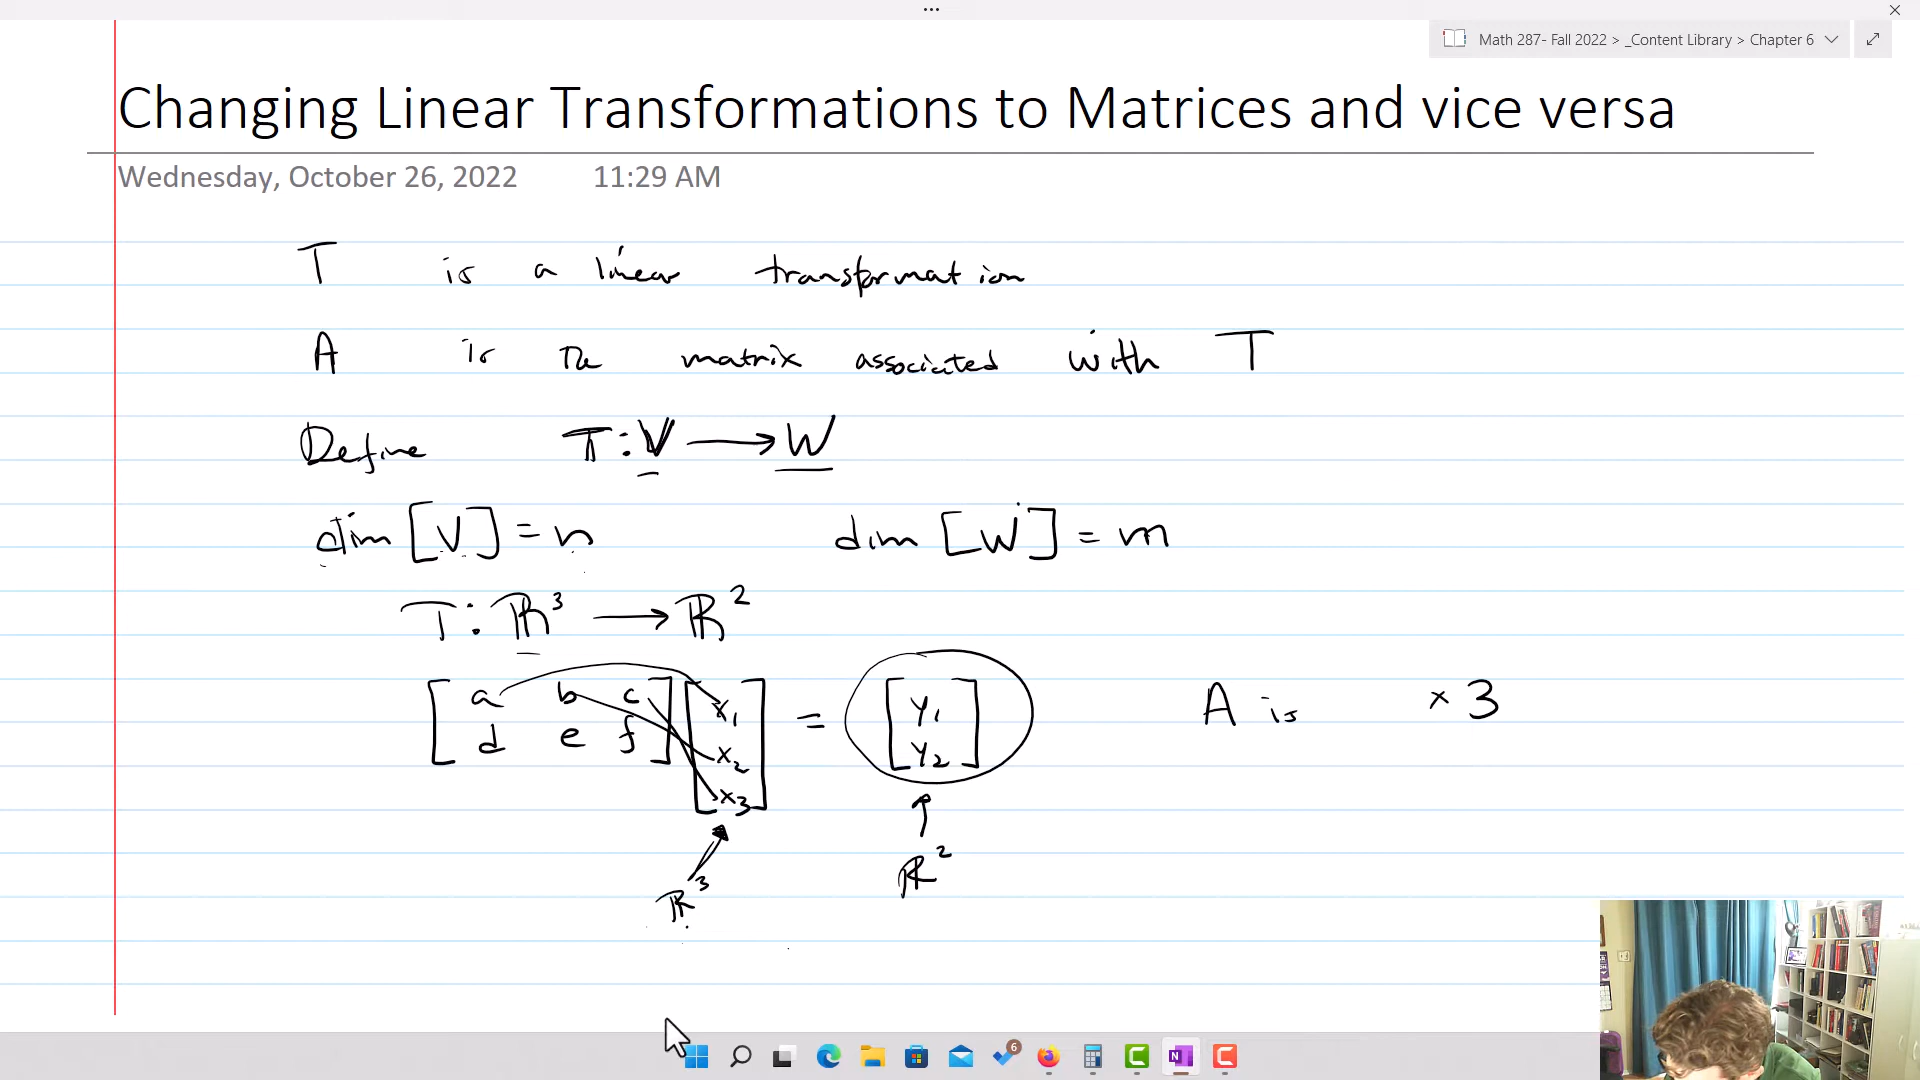 ...
Math 287- Fall 2022 > _Content Library > Chapter 6
Changing Linear Transformations to Matrices and vice versa
Wednesday, October 26, 2022 11:29 AM
T is a linear transformation
A is the matrix associated with T
Define T: V → W
dim [V] = n dim [W] = m
T: ℝ³ → ℝ²
[a b c] [x₁] = [y₁] A is × 3
[d e f] [x₂] [y₂]
[x₃]
ℝ³ ℝ²
6